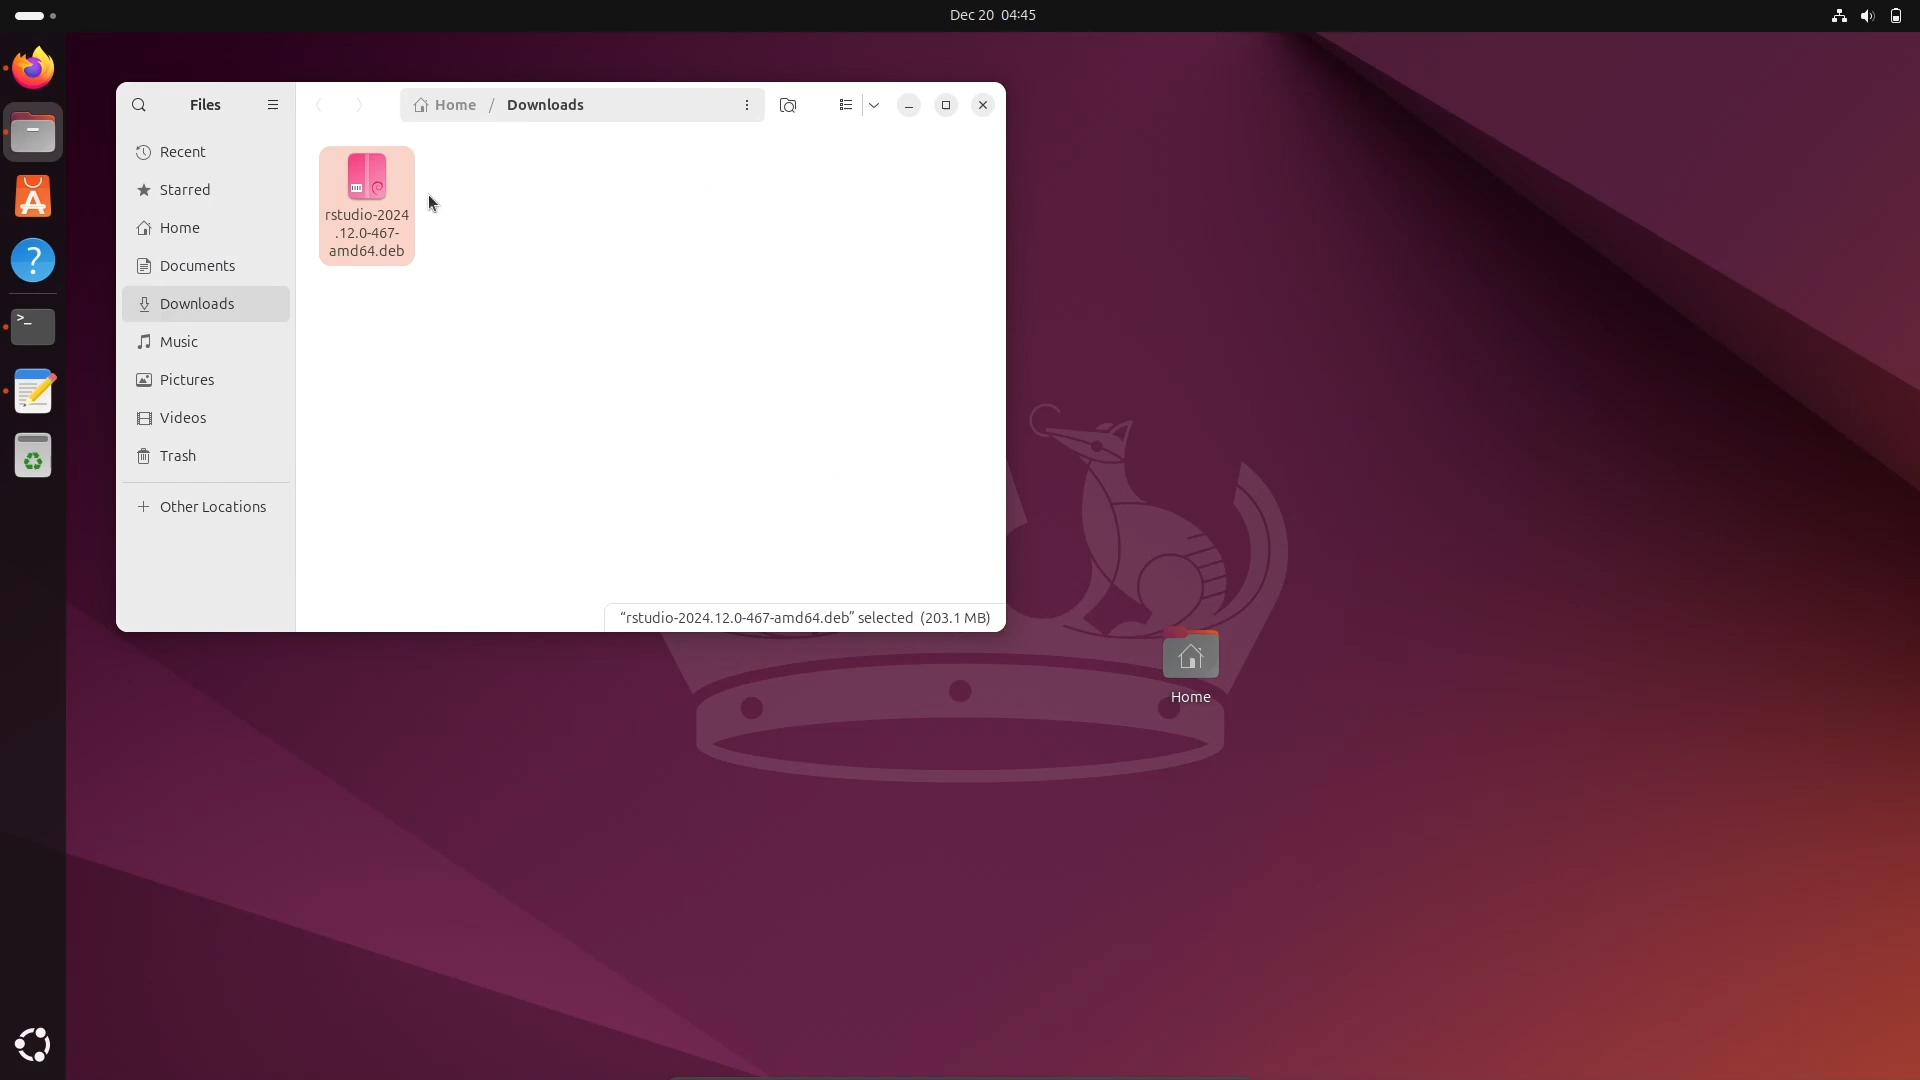 Dec 20 04:45
Files
Home / Downloads
Recent
Starred
Home
Documents
Downloads
Music
Pictures
Videos
Trash
+ Other Locations
rstudio-2024
.12.0-467-
amd64.deb
“rstudio-2024.12.0-467-amd64.deb” selected (203.1 MB)
Home